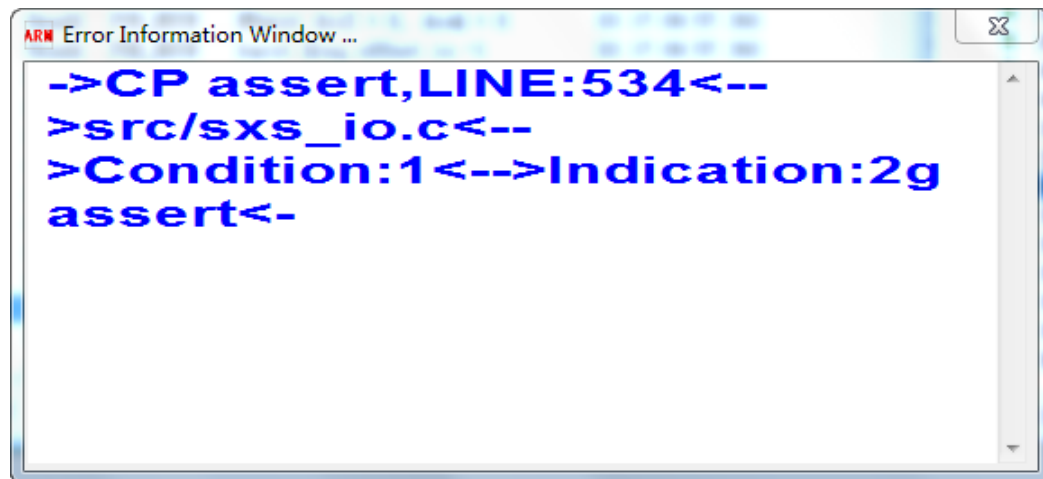 ARM Error Information Window ...
->CP assert,LINE:534<--
>src/sxs_io.c<--
>Condition:1<-->Indication:2g
assert<-